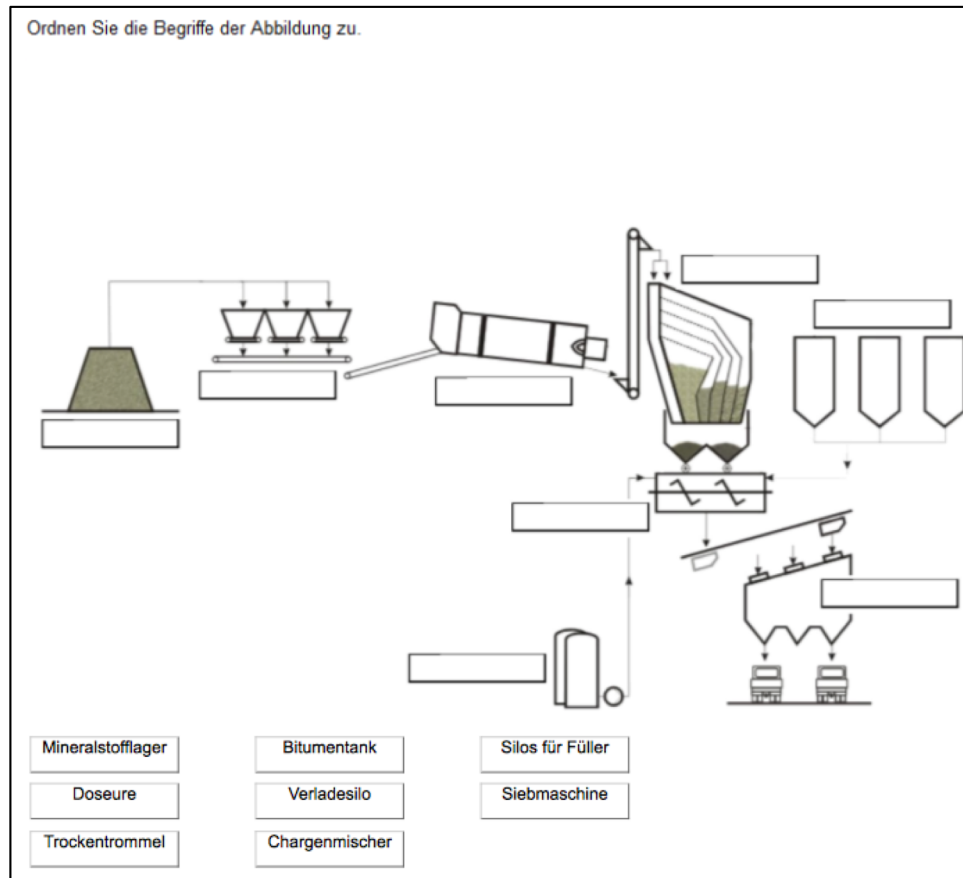 Ordnen Sie die Begriffe der Abbildung zu.
Mineralstofflager
Bitumentank
Silos für Füller
Doseure
Verladesilo
Siebmaschine
Trockentrommel
Chargenmischer